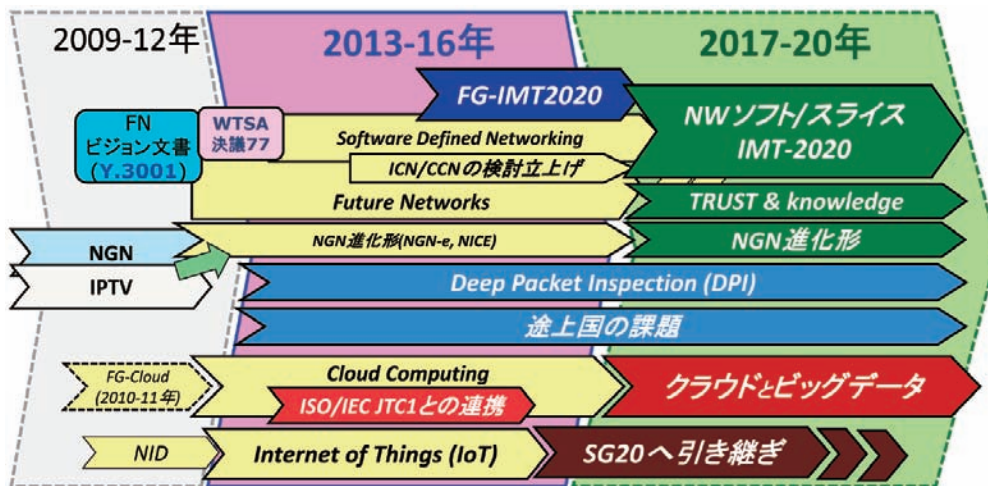 2009-12年
2013-16年
2017-20年
FG-IMT2020
FN
ビジョン文書
(Y.3001)
WTSA
決議77
Software Defined Networking
ICN/CCNの検討立上げ
NWソフト/スライス
IMT-2020
Future Networks
TRUST & knowledge
NGN
NGN進化形(NGN-e, NICE)
NGN進化形
IPTV
Deep Packet Inspection (DPI)
途上国の課題
FG-Cloud
(2010-11年)
Cloud Computing
ISO/IEC JTC1との連携
クラウドとビッグデータ
NID
Internet of Things (IoT)
SG20へ引き継ぎ